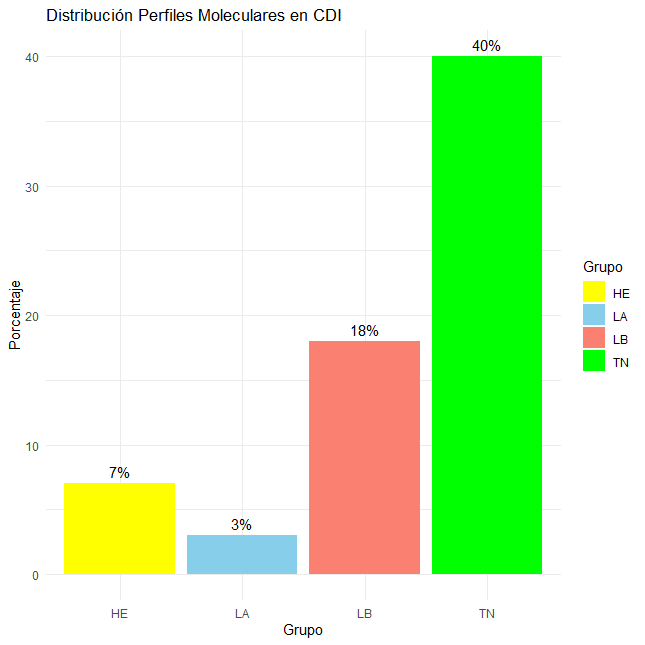 Distribución Perfiles Moleculares en CDI
40%
40
30
Porcentaje
20
18%
10
7%
3%
0
HE
LA
LB
TN
Grupo
Grupo
HE
LA
LB
TN